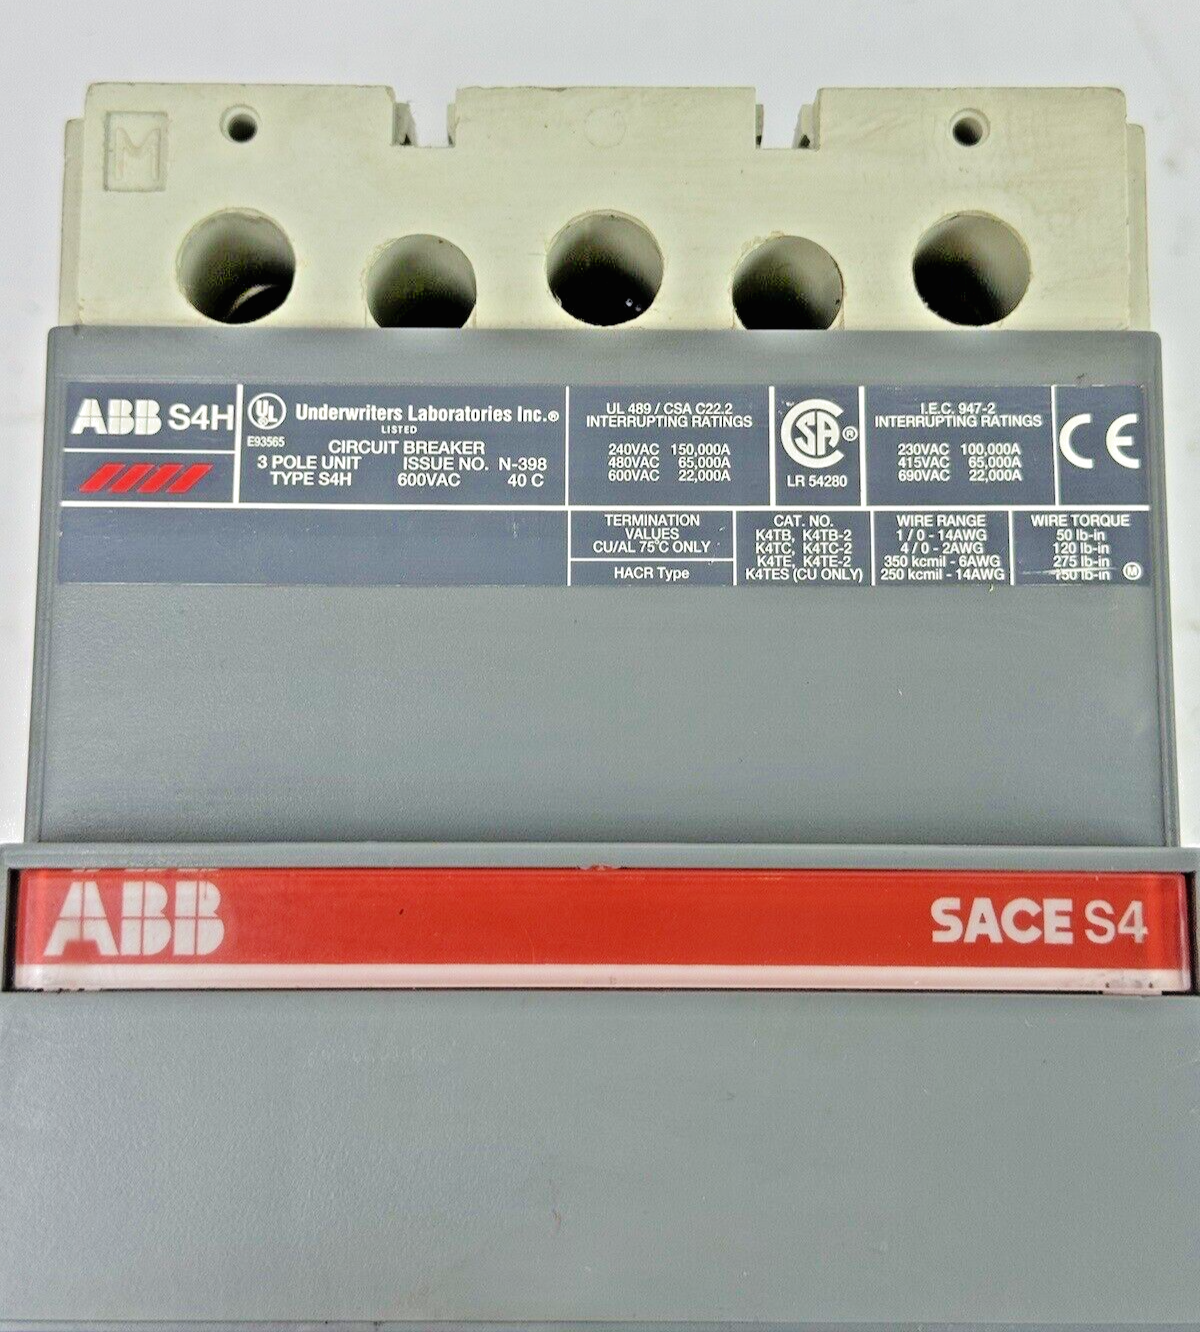 M
ABB S4H
UL Underwriters Laboratories Inc.®
LISTED
E93565
CIRCUIT BREAKER
3 POLE UNIT ISSUE NO. N-398
TYPE S4H 600VAC 40 C
UL 489 / CSA C22.2
INTERRUPTING RATINGS
240VAC 150,000A
480VAC 65,000A
600VAC 22,000A
CSA ®
LR 54280
I.E.C. 947-2
INTERRUPTING RATINGS
230VAC 100,000A
415VAC 65,000A
690VAC 22,000A
CE
TERMINATION
VALUES
CU/AL 75°C ONLY
HACR Type
CAT. NO.
K4TB, K4TB-2
K4TC, K4TC-2
K4TE, K4TE-2
K4TES (CU ONLY)
WIRE RANGE
1/0 - 14AWG
4/0 - 2AWG
350 kcmil - 6AWG
250 kcmil - 14AWG
WIRE TORQUE
50 lb-in
120 lb-in
275 lb-in
150 lb-in M
ABB
SACE S4